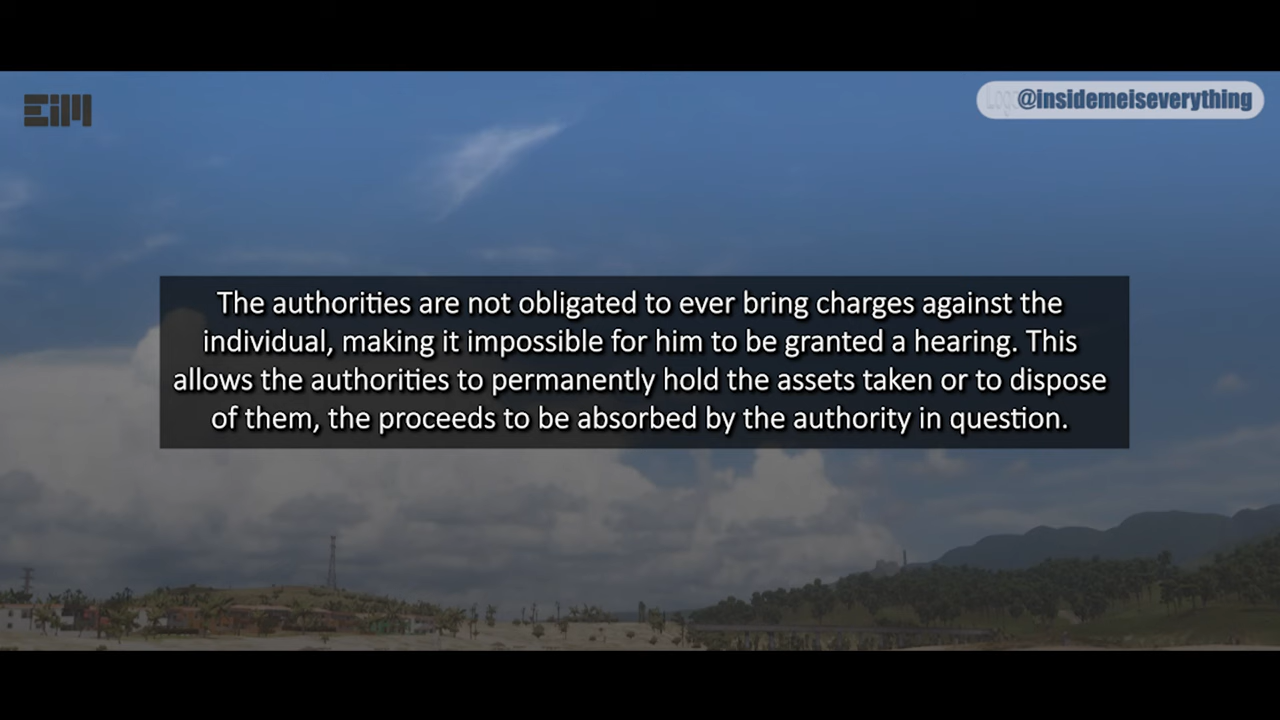 EiM
@insidemeiseverything
The authorities are not obligated to ever bring charges against the
individual, making it impossible for him to be granted a hearing. This
allows the authorities to permanently hold the assets taken or to dispose
of them, the proceeds to be absorbed by the authority in question.